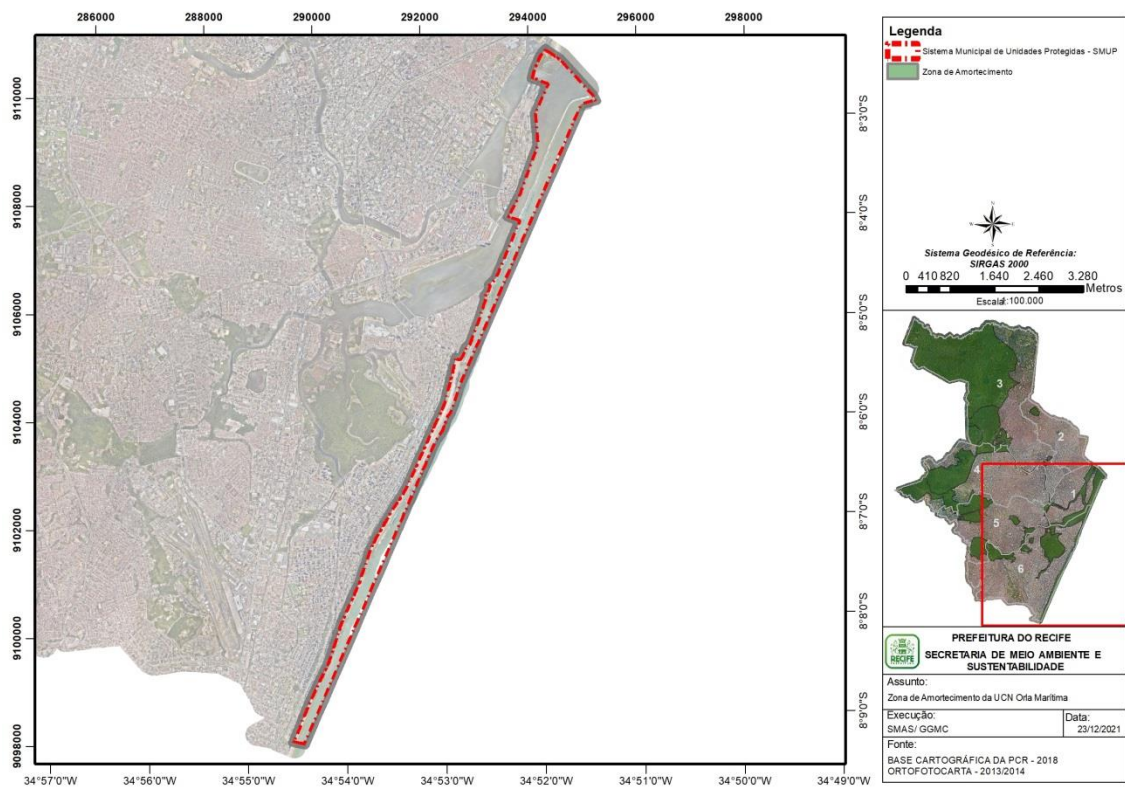 286000 288000 290000 292000 294000 296000 298000
9110000
9108000
9106000
9104000
9102000
9100000
9098000
8°3'0"S
8°4'0"S
8°5'0"S
8°6'0"S
8°7'0"S
8°8'0"S
8°9'0"S
34°57'0"W 34°56'0"W 34°55'0"W 34°54'0"W 34°53'0"W 34°52'0"W 34°51'0"W 34°50'0"W 34°49'0"W
Legenda
Sistema Municipal de Unidades Protegidas - SMUP
Zona de Amortecimento
N
W E
S
Sistema Geodésico de Referência:
SIRGAS 2000
0 410 820 1.640 2.460 3.280
Metros
Escala1:100.000
3
2
4
1
5
6
RECIFE
PREFEITURA DO RECIFE
SECRETARIA DE MEIO AMBIENTE E
SUSTENTABILIDADE
Assunto:
Zona de Amortecimento da UCN Orla Marítima
Execução:
SMAS/ GGMC
Data:
23/12/2021
Fonte:
BASE CARTOGRÁFICA DA PCR - 2018
ORTOFOTOCARTA - 2013/2014